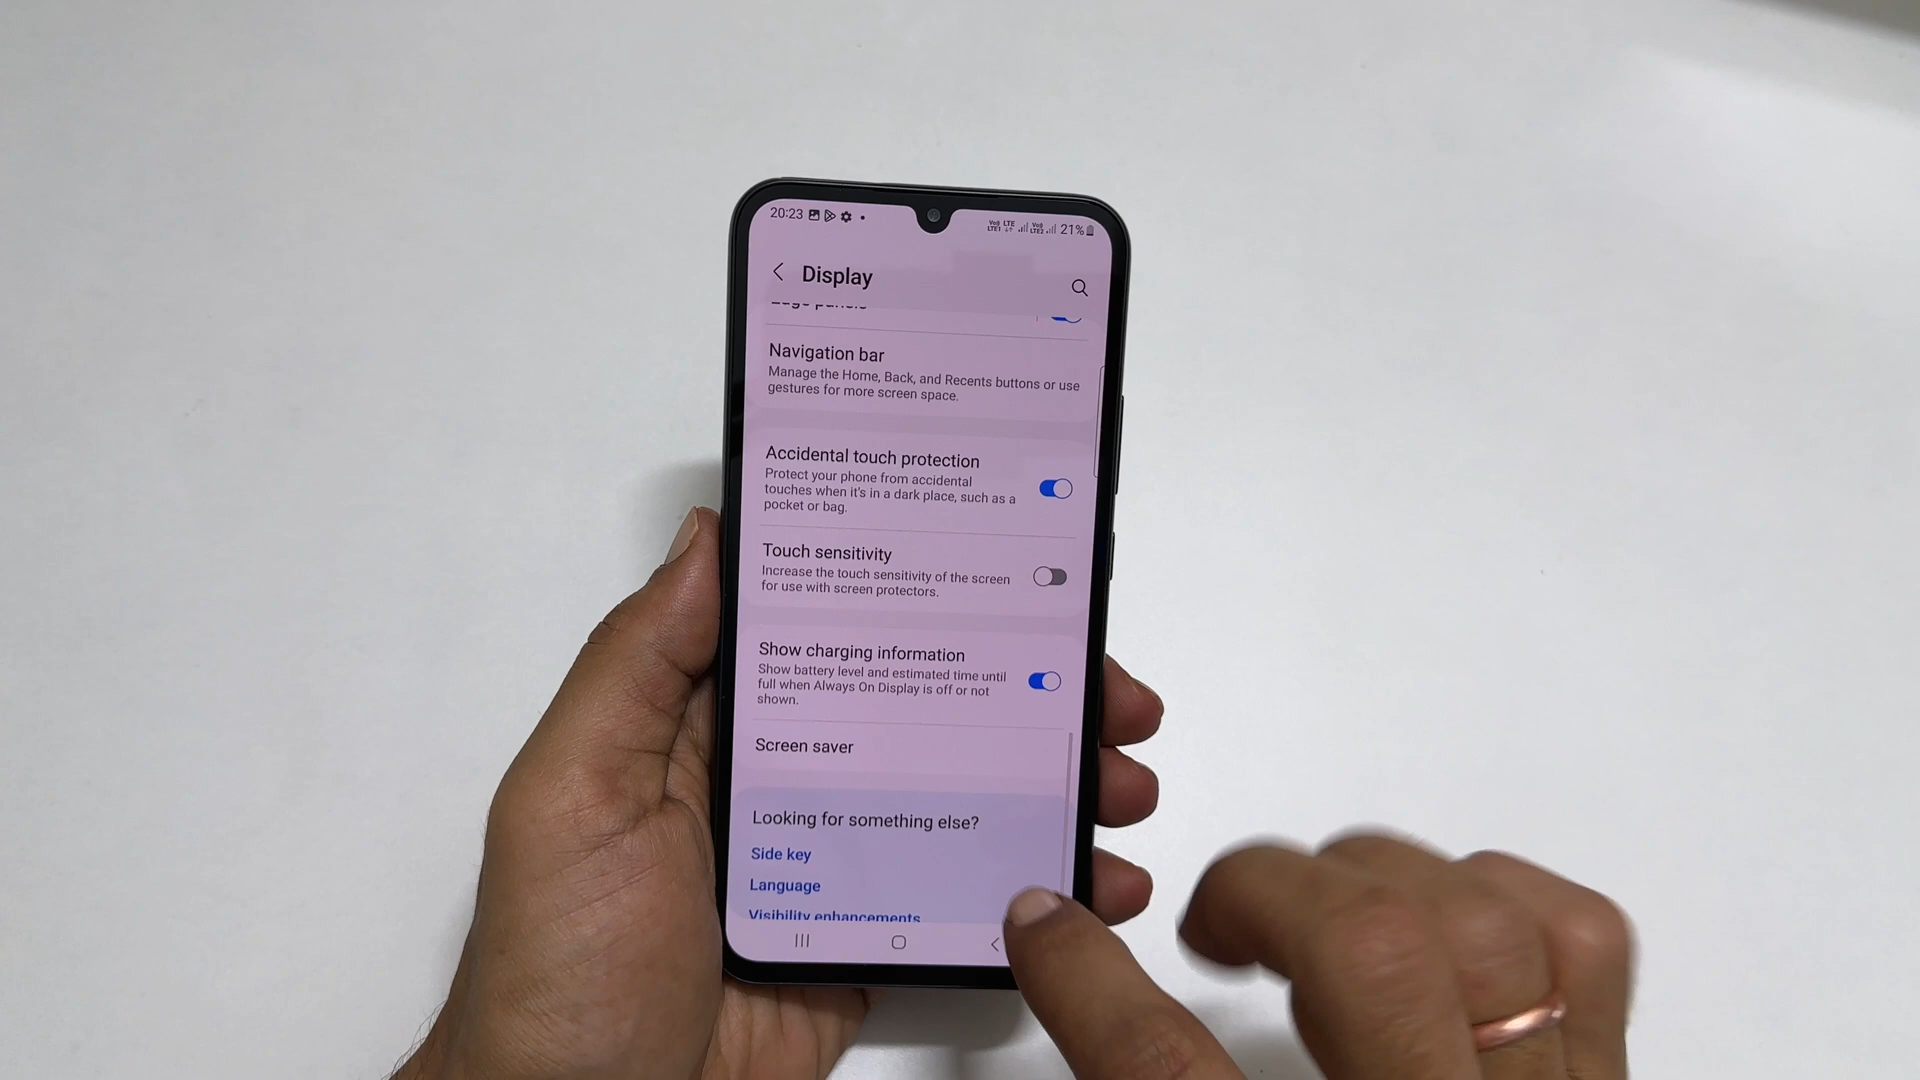 20:23
VoLTE1 LTE VoLTE2 21%
Display
Navigation bar
Manage the Home, Back, and Recents buttons or use
gestures for more screen space.
Accidental touch protection
Protect your phone from accidental
touches when it's in a dark place, such as a
pocket or bag.
Touch sensitivity
Increase the touch sensitivity of the screen
for use with screen protectors.
Show charging information
Show battery level and estimated time until
full when Always On Display is off or not
shown.
Screen saver
Looking for something else?
Side key
Language
Visibility enhancements